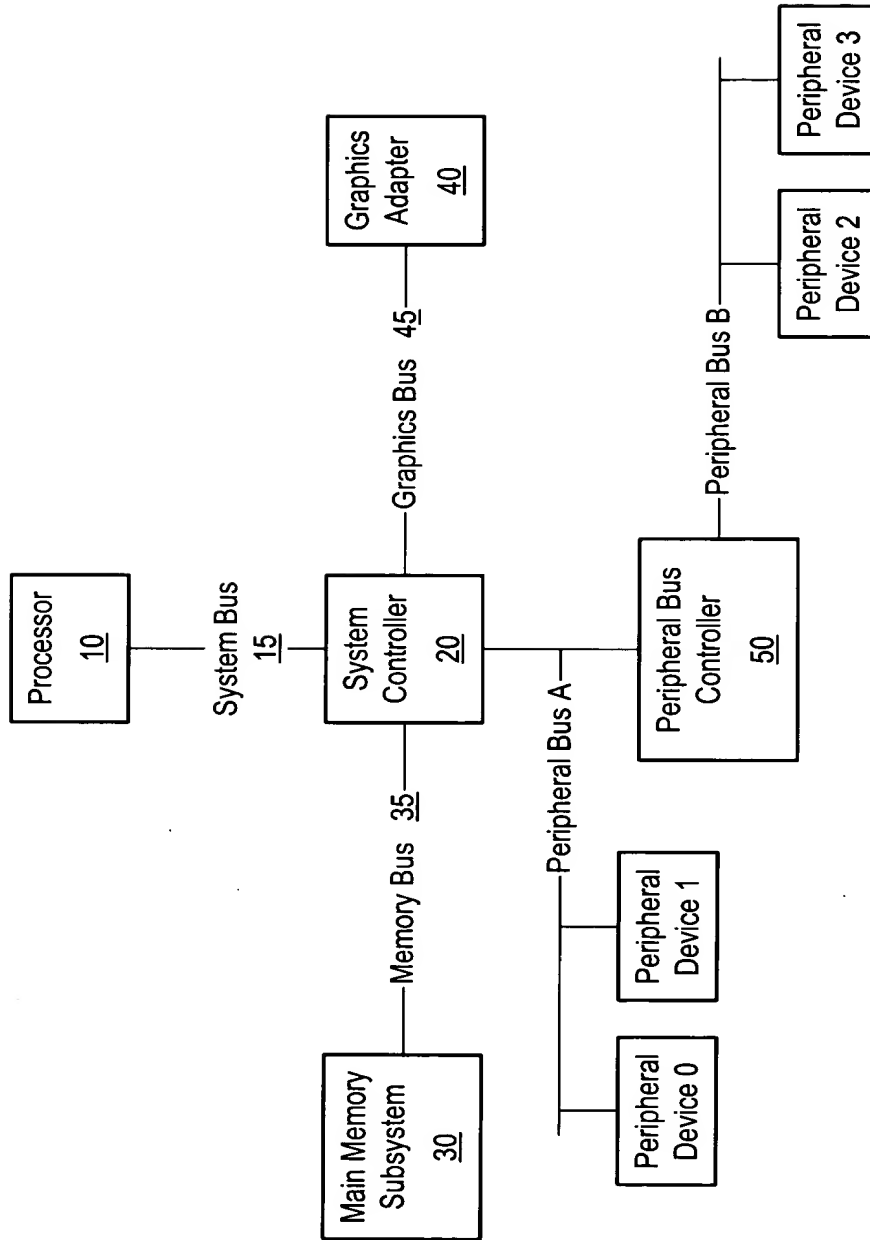 Processor
10
System Bus
15
Main Memory
Subsystem
30
Memory Bus 35
System
Controller
20
Graphics Bus 45
Graphics
Adapter
40
Peripheral Bus A
Peripheral
Device 0
Peripheral
Device 1
Peripheral Bus
Controller
50
Peripheral Bus B
Peripheral
Device 2
Peripheral
Device 3